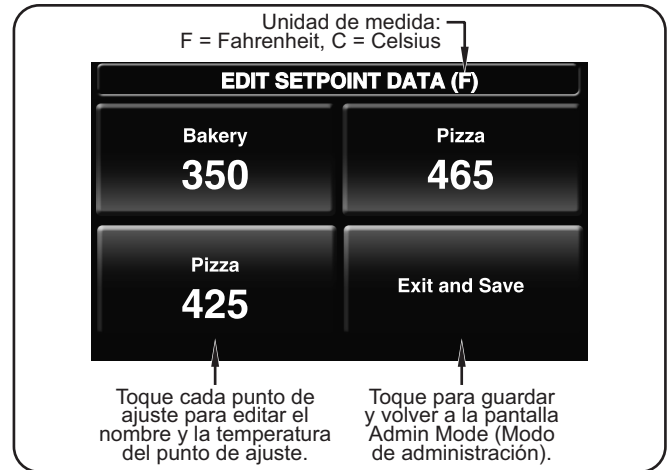 Unidad de medida:
F = Fahrenheit, C = Celsius
EDIT SETPOINT DATA (F)
Bakery
350
Pizza
465
Pizza
425
Exit and Save
Toque cada punto de
ajuste para editar el
nombre y la temperatura
del punto de ajuste.
Toque para guardar
y volver a la pantalla
Admin Mode (Modo
de administración).